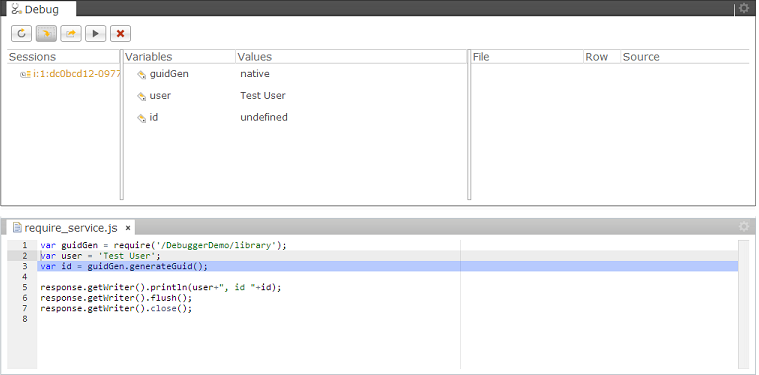 Debug
Sessions Variables Values File Row Source
i:1:dc0bcd12-0977 guidGen native
user Test User
id undefined
require_service.js ×
1 var guidGen = require('/DebuggerDemo/library');
2 var user = 'Test User';
3 var id = guidGen.generateGuid();
4
5 response.getWriter().println(user+", id "+id);
6 response.getWriter().flush();
7 response.getWriter().close();
8